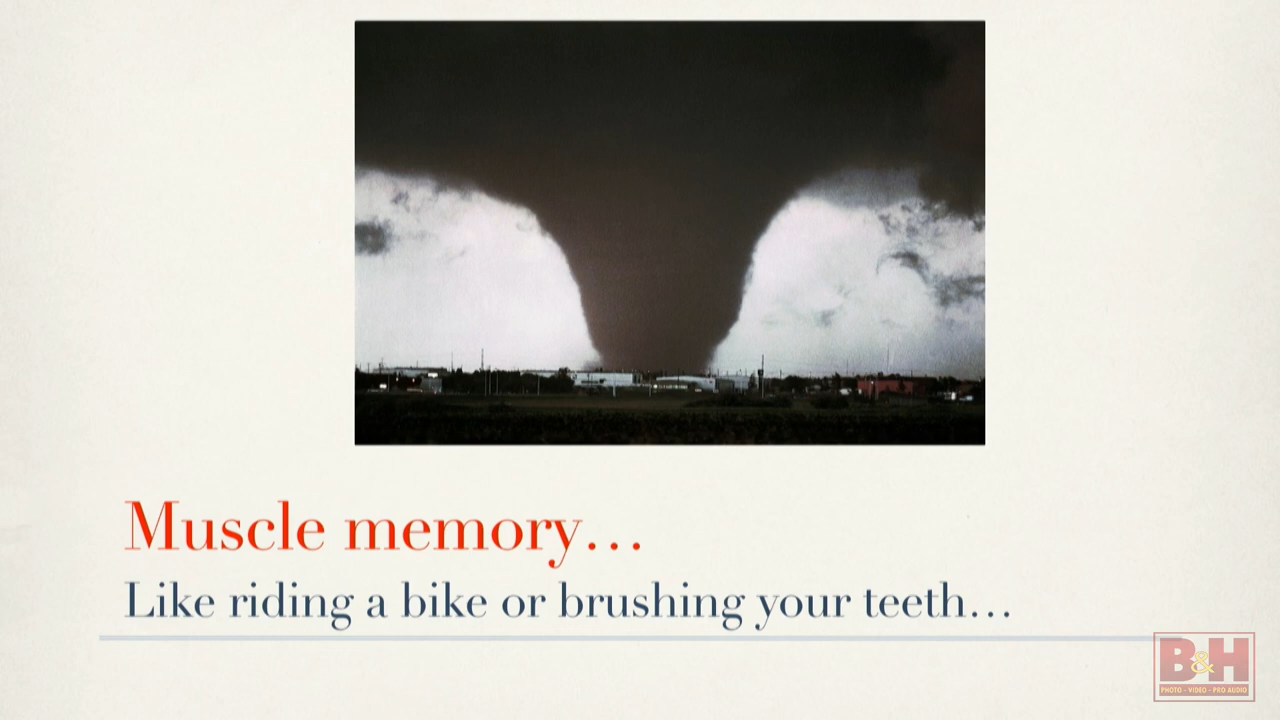 Muscle memory…
Like riding a bike or brushing your teeth…
B&H
PHOTO - VIDEO - PRO AUDIO